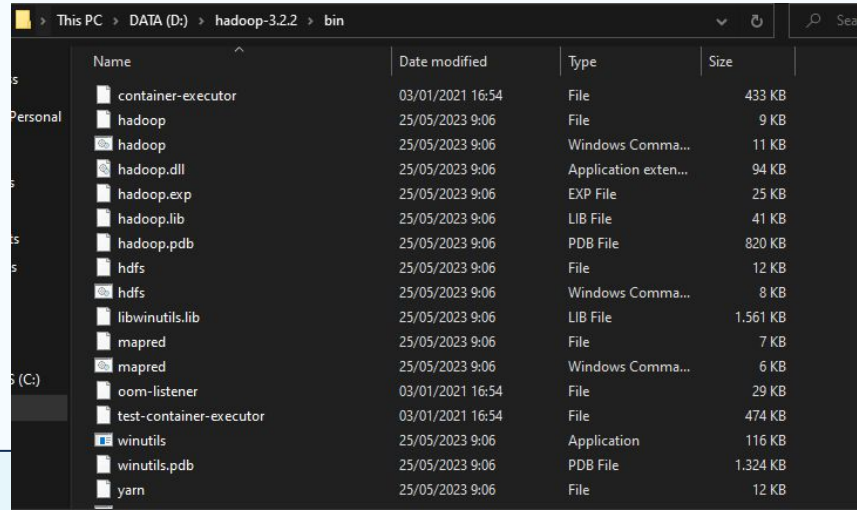 This PC > DATA (D:) > hadoop-3.2.2 > bin Sea
Name Date modified Type Size
ss
container-executor 03/01/2021 16:54 File 433 KB
Personal hadoop 25/05/2023 9:06 File 9 KB
hadoop 25/05/2023 9:06 Windows Comma... 11 KB
hadoop.dll 25/05/2023 9:06 Application exten... 94 KB
s hadoop.exp 25/05/2023 9:06 EXP File 25 KB
hadoop.lib 25/05/2023 9:06 LIB File 41 KB
ts hadoop.pdb 25/05/2023 9:06 PDB File 820 KB
s hdfs 25/05/2023 9:06 File 12 KB
hdfs 25/05/2023 9:06 Windows Comma... 8 KB
libwinutils.lib 25/05/2023 9:06 LIB File 1.561 KB
mapred 25/05/2023 9:06 File 7 KB
mapred 25/05/2023 9:06 Windows Comma... 6 KB
S (C:) oom-listener 03/01/2021 16:54 File 29 KB
test-container-executor 03/01/2021 16:54 File 474 KB
winutils 25/05/2023 9:06 Application 116 KB
winutils.pdb 25/05/2023 9:06 PDB File 1.324 KB
yarn 25/05/2023 9:06 File 12 KB